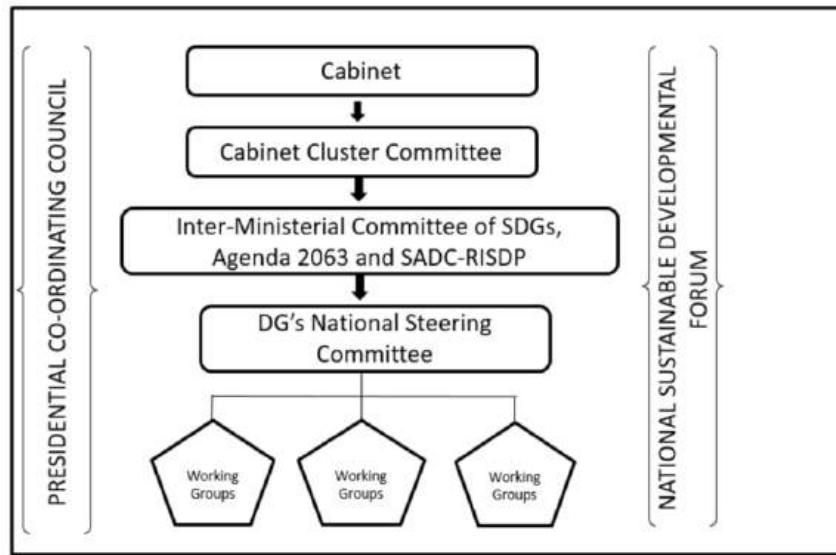 PRESIDENTIAL CO-ORDINATING COUNCIL
Cabinet
Cabinet Cluster Committee
Inter-Ministerial Committee of SDGs,
Agenda 2063 and SADC-RISDP
DG's National Steering
Committee
Working
Groups
Working
Groups
Working
Groups
NATIONAL SUSTAINABLE DEVELOPMENTAL
FORUM